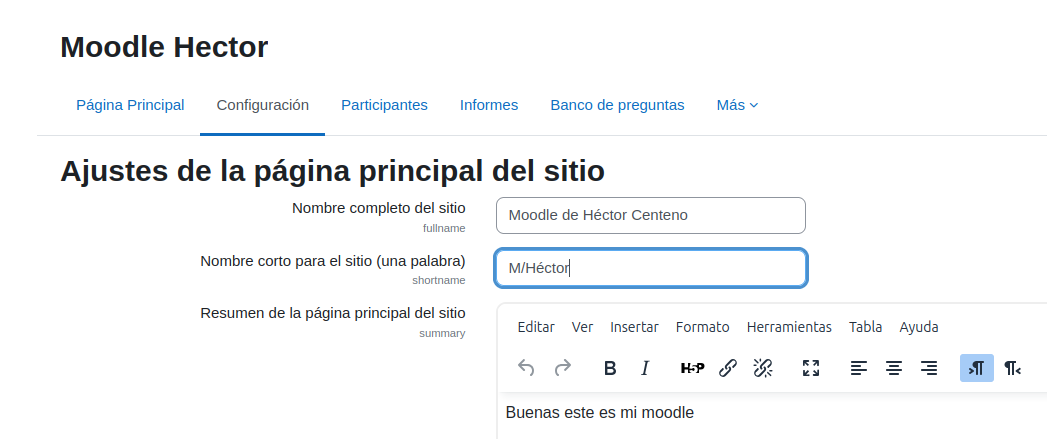 Moodle Hector
Página Principal Configuración Participantes Informes Banco de preguntas Más
Ajustes de la página principal del sitio
Nombre completo del sitio Moodle de Héctor Centeno
fullname
Nombre corto para el sitio (una palabra) M/Héctor
shortname
Resumen de la página principal del sitio
summary
Editar Ver Insertar Formato Herramientas Tabla Ayuda
B I H5P
Buenas este es mi moodle